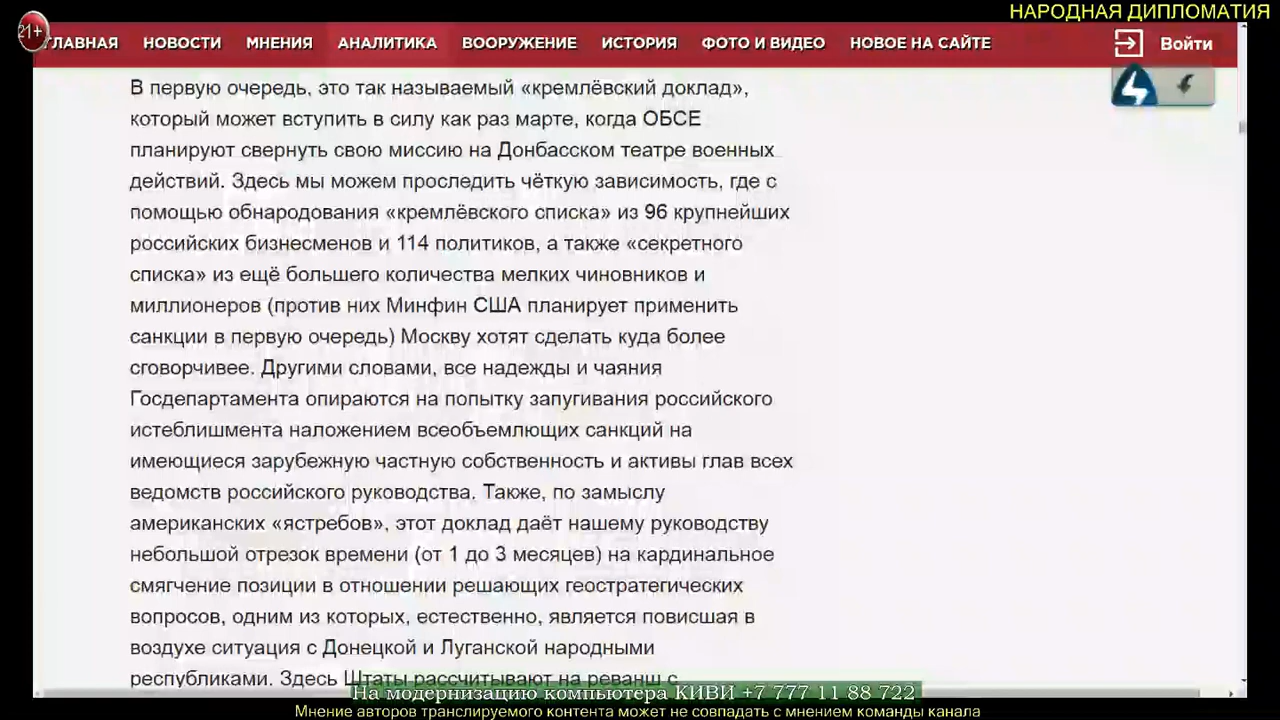 НАРОДНАЯ ДИПЛОМАТИЯ
21+
ГЛАВНАЯ НОВОСТИ МНЕНИЯ АНАЛИТИКА ВООРУЖЕНИЕ ИСТОРИЯ ФОТО И ВИДЕО НОВОЕ НА САЙТЕ Войти
В первую очередь, это так называемый «кремлёвский доклад»,
который может вступить в силу как раз марте, когда ОБСЕ
планируют свернуть свою миссию на Донбасском театре военных
действий. Здесь мы можем проследить чёткую зависимость, где с
помощью обнародования «кремлёвского списка» из 96 крупнейших
российских бизнесменов и 114 политиков, а также «секретного
списка» из ещё большего количества мелких чиновников и
миллионеров (против них Минфин США планирует применить
санкции в первую очередь) Москву хотят сделать куда более
сговорчивее. Другими словами, все надежды и чаяния
Госдепартамента опираются на попытку запугивания российского
истеблишмента наложением всеобъемлющих санкций на
имеющиеся зарубежную частную собственность и активы глав всех
ведомств российского руководства. Также, по замыслу
американских «ястребов», этот доклад даёт нашему руководству
небольшой отрезок времени (от 1 до 3 месяцев) на кардинальное
смягчение позиции в отношении решающих геостратегических
вопросов, одним из которых, естественно, является повисшая в
воздухе ситуация с Донецкой и Луганской народными
республиками. Здесь Штаты рассчитывают на реванш с
На модернизацию компьютера КИВИ +7 777 11 88 722
Мнение авторов транслируемого контента может не совпадать с мнением команды канала